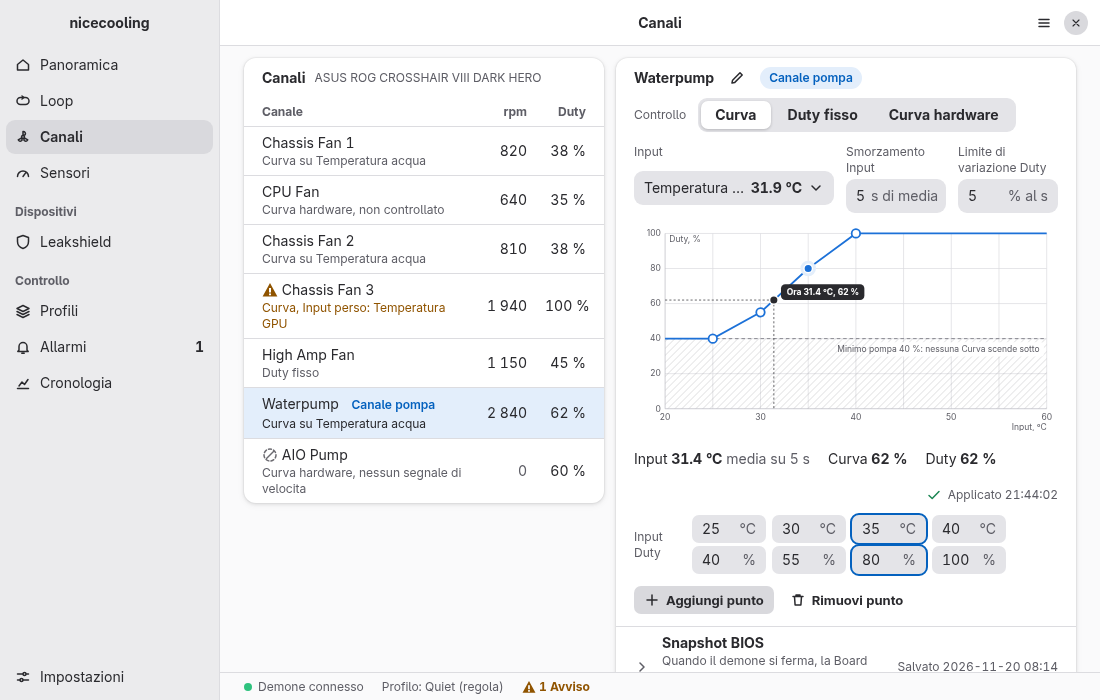 nicecooling
Panoramica
Loop
Canali
Sensori
Dispositivi
Leakshield
Controllo
Profili
Allarmi 1
Cronologia
Impostazioni
Canali
Canali ASUS ROG CROSSHAIR VIII DARK HERO
Canale rpm Duty
Chassis Fan 1
Curva su Temperatura acqua
820 38 %
CPU Fan
Curva hardware, non controllato
640 35 %
Chassis Fan 2
Curva su Temperatura acqua
810 38 %
Chassis Fan 3
Curva, Input perso: Temperatura
GPU
1 940 100 %
High Amp Fan
Duty fisso
1 150 45 %
Waterpump Canale pompa
Curva su Temperatura acqua
2 840 62 %
AIO Pump
Curva hardware, nessun segnale di
velocita
0 60 %
Waterpump Canale pompa
Controllo Curva Duty fisso Curva hardware
Input
Temperatura ... 31.9 °C
Smorzamento
Input
5 s di media
Limite di
variazione Duty
5 % al s
Duty, %
100
80
60
40
20
0
Ora 31.4 °C, 62 %
Minimo pompa 40 %: nessuna Curva scende sotto
20 30 40 50 60
Input, °C
Input 31.4 °C media su 5 s Curva 62 % Duty 62 %
Applicato 21:44:02
Input 25 °C 30 °C 35 °C 40 °C
Duty 40 % 55 % 80 % 100 %
Aggiungi punto Rimuovi punto
Snapshot BIOS
Quando il demone si ferma, la Board
Salvato 2026-11-20 08:14
Demone connesso Profilo: Quiet (regola) 1 Avviso